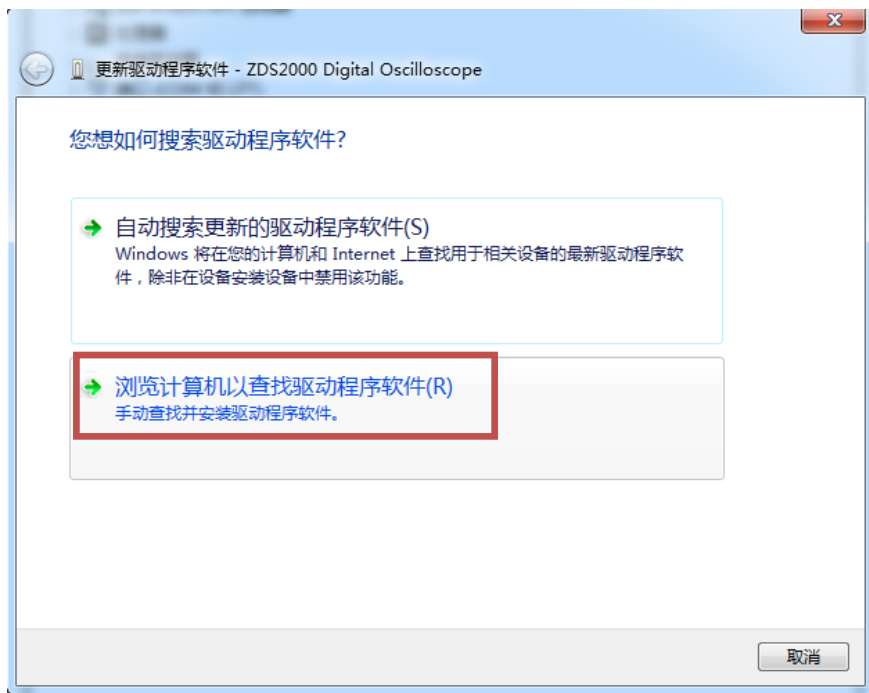 更新驱动程序软件 - ZDS2000 Digital Oscilloscope
您想如何搜索驱动程序软件?
自动搜索更新的驱动程序软件(S)
Windows 将在您的计算机和 Internet 上查找用于相关设备的最新驱动程序软
件，除非在设备安装设备中禁用该功能。
浏览计算机以查找驱动程序软件(R)
手动查找并安装驱动程序软件。
取消